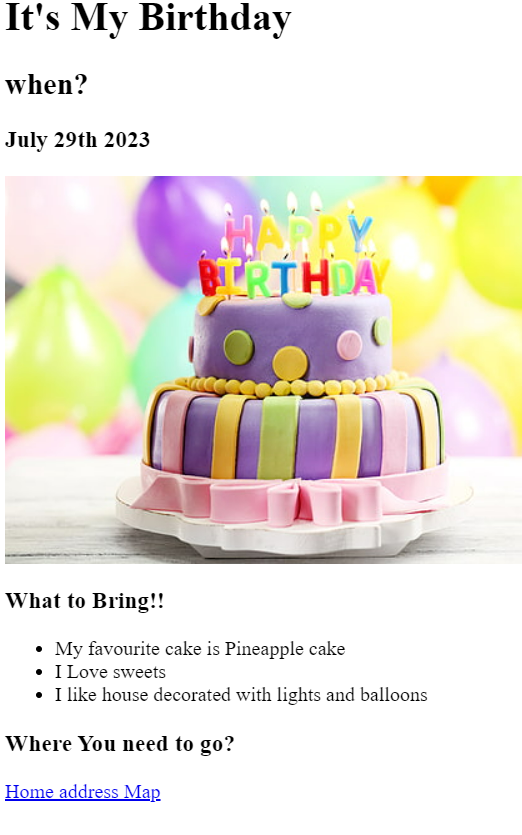 It's My Birthday
when?
July 29th 2023
HAPPY
BIRTHDAY
What to Bring!!
My favourite cake is Pineapple cake
I Love sweets
I like house decorated with lights and balloons
Where You need to go?
Home address Map